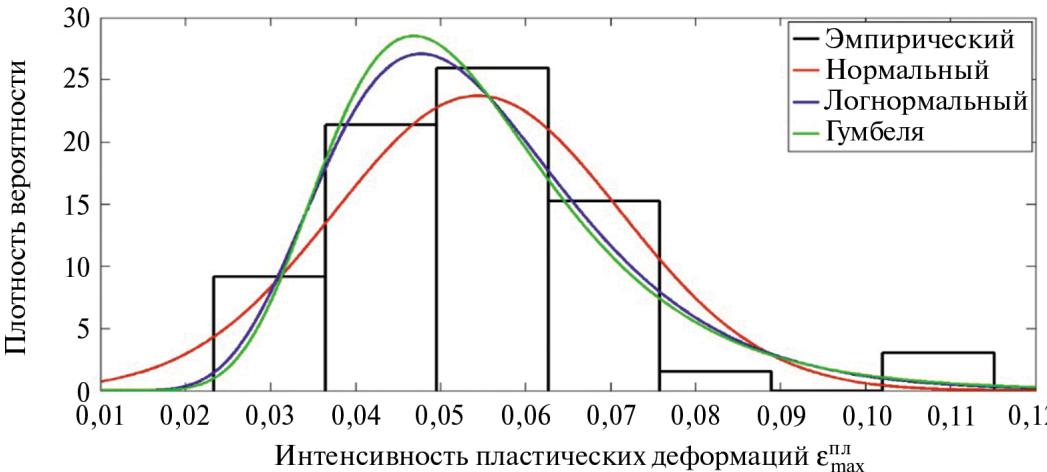 Плотность вероятности
30
25
20
15
10
5
0
Эмпирический
Нормальный
Логнормальный
Гумбеля
0,01 0,02 0,03 0,04 0,05 0,06 0,07 0,08 0,09 0,10 0,11
Интенсивность пластических деформаций ε пл max